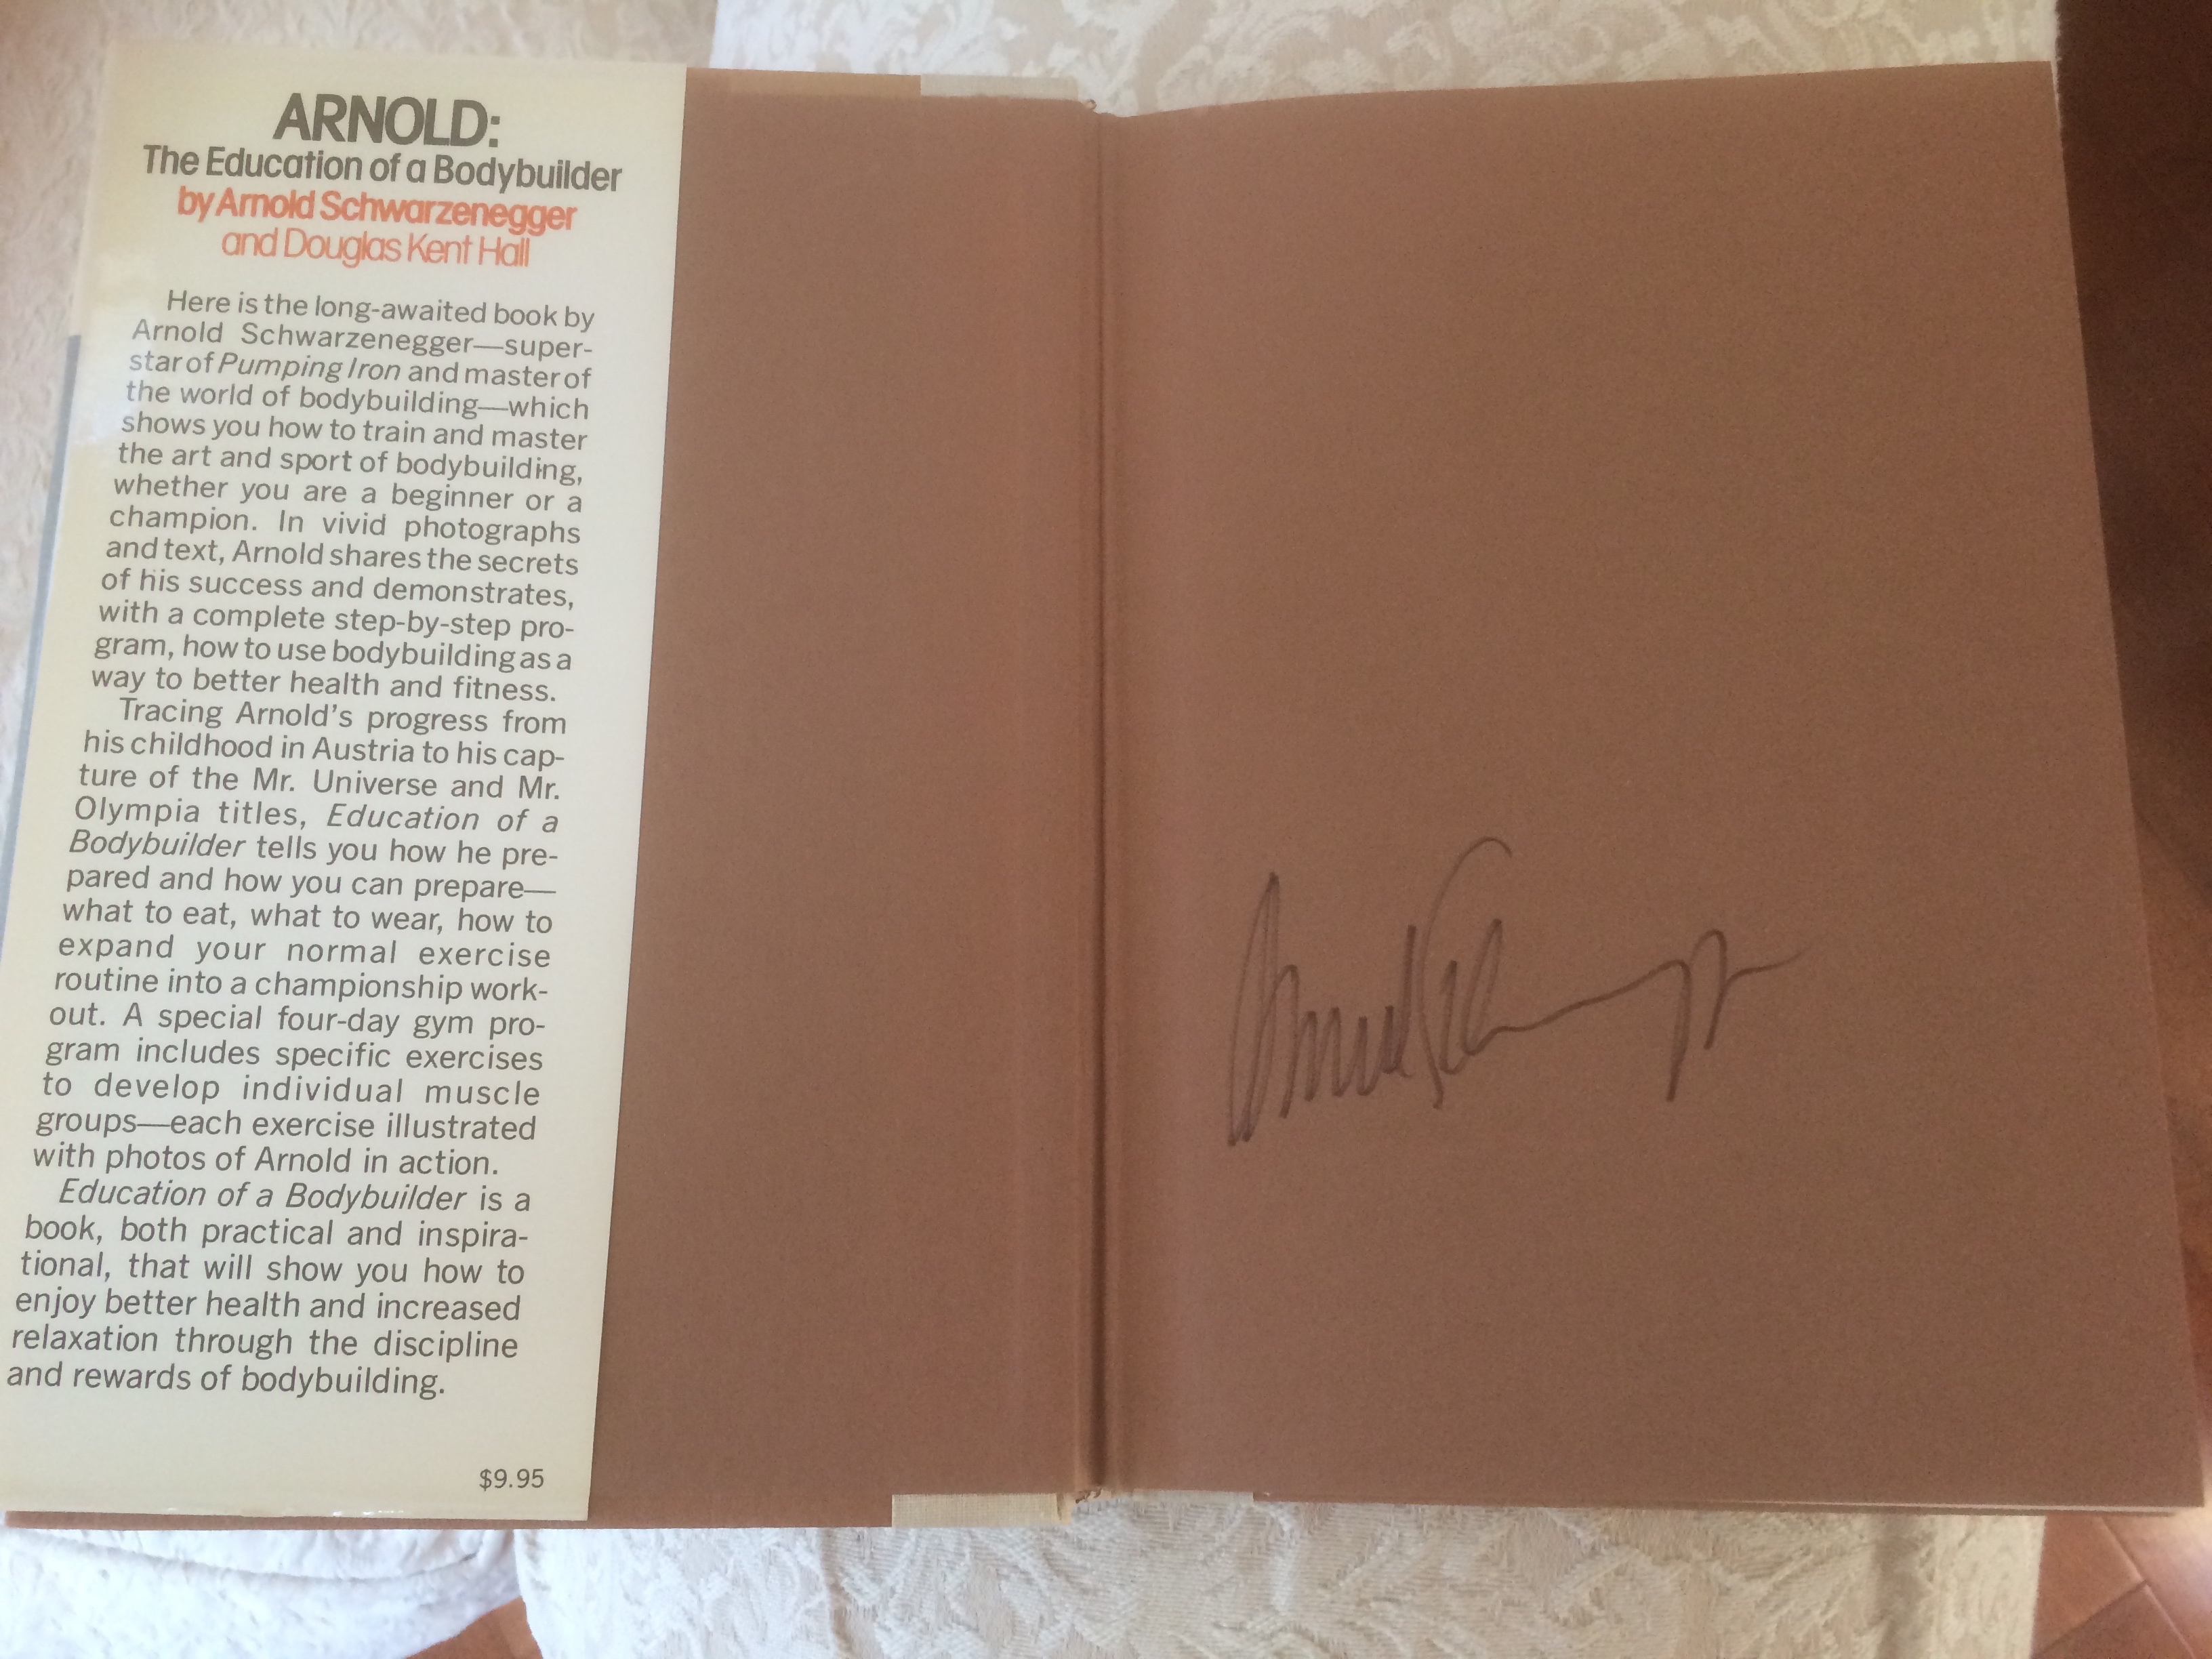 ARNOLD:
The Education of a Bodybuilder
by Arnold Schwarzenegger
and Douglas Kent Hall
Here is the long-awaited book by
Arnold Schwarzenegger—super-
star of Pumping Iron and master of
the world of bodybuilding—which
shows you how to train and master
the art and sport of bodybuilding,
whether you are a beginner or a
champion. In vivid photographs
and text, Arnold shares the secrets
of his success and demonstrates,
with a complete step-by-step pro-
gram, how to use bodybuilding as a
way to better health and fitness.
Tracing Arnold's progress from
his childhood in Austria to his cap-
ture of the Mr. Universe and Mr.
Olympia titles, Education of a
Bodybuilder tells you how he pre-
pared and how you can prepare—
what to eat, what to wear, how to
expand your normal exercise
routine into a championship work-
out. A special four-day gym pro-
gram includes specific exercises
to develop individual muscle
groups—each exercise illustrated
with photos of Arnold in action.
Education of a Bodybuilder is a
book, both practical and inspira-
tional, that will show you how to
enjoy better health and increased
relaxation through the discipline
and rewards of bodybuilding.
$9.95